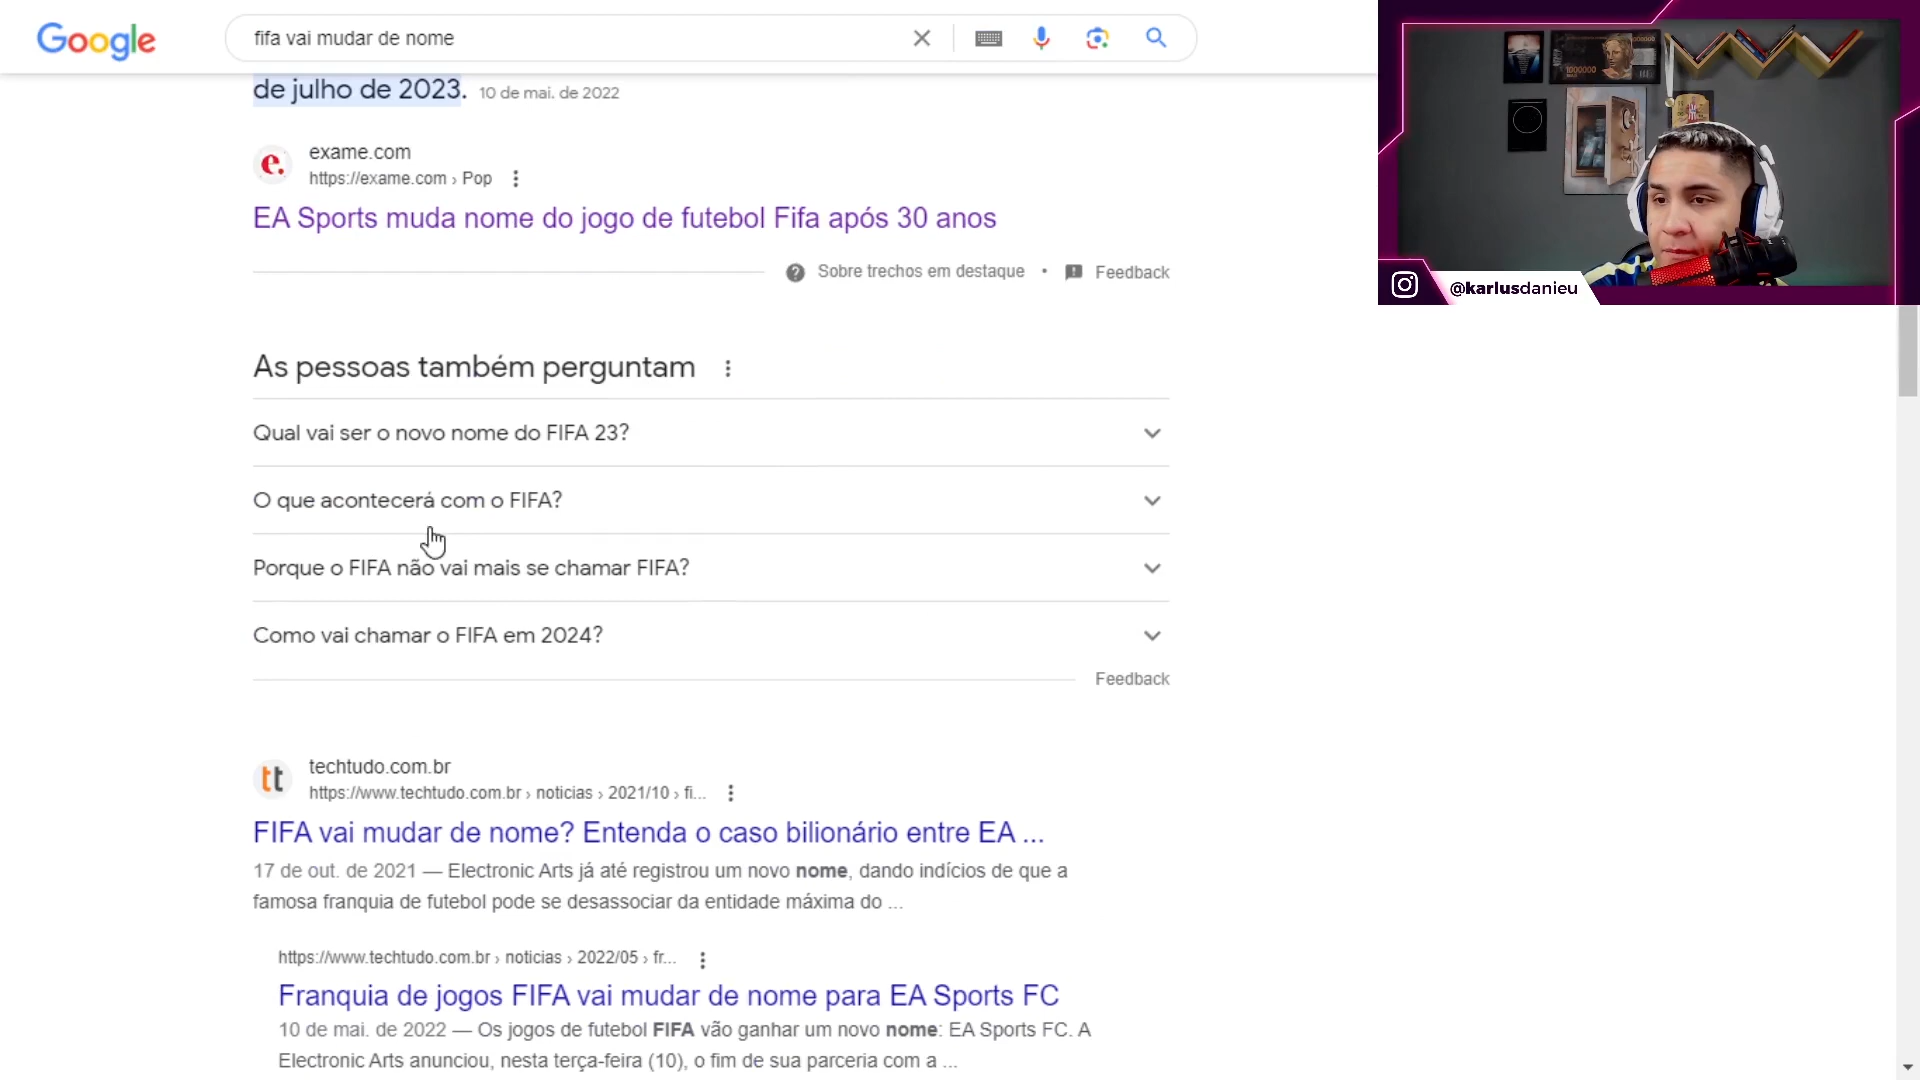 Google
fifa vai mudar de nome
de julho de 2023. 10 de mai. de 2022
exame.com
https://exame.com › Pop
EA Sports muda nome do jogo de futebol Fifa após 30 anos
Sobre trechos em destaque • Feedback
As pessoas também perguntam
Qual vai ser o novo nome do FIFA 23?
O que acontecerá com o FIFA?
Porque o FIFA não vai mais se chamar FIFA?
Como vai chamar o FIFA em 2024?
Feedback
tt
techtudo.com.br
https://www.techtudo.com.br › noticias › 2021/10 › fi...
FIFA vai mudar de nome? Entenda o caso bilionário entre EA ...
17 de out. de 2021 — Electronic Arts já até registrou um novo nome, dando indícios de que a
famosa franquia de futebol pode se desassociar da entidade máxima do ...
https://www.techtudo.com.br › noticias › 2022/05 › fr...
Franquia de jogos FIFA vai mudar de nome para EA Sports FC
10 de mai. de 2022 — Os jogos de futebol FIFA vão ganhar um novo nome: EA Sports FC. A
Electronic Arts anunciou, nesta terça-feira (10), o fim de sua parceria com a ...
e.
1000000
@karlusdanieu